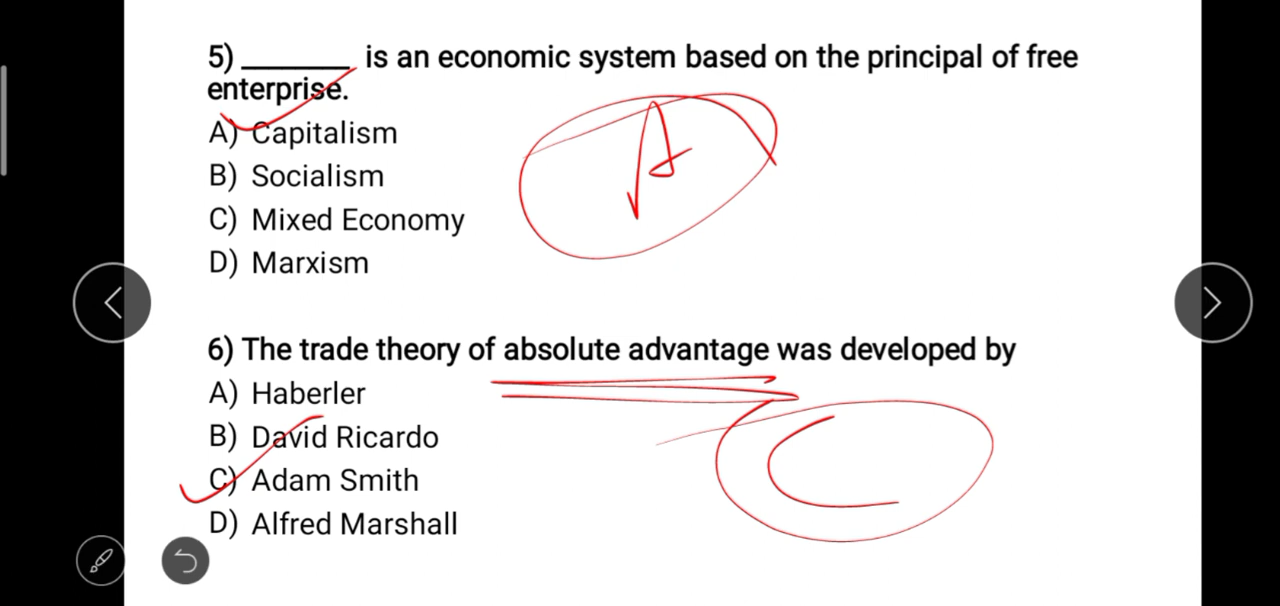 5) ________ is an economic system based on the principal of free
enterprise.
A) Capitalism
B) Socialism
C) Mixed Economy
D) Marxism
A
6) The trade theory of absolute advantage was developed by
A) Haberler
B) David Ricardo
C) Adam Smith
D) Alfred Marshall
C